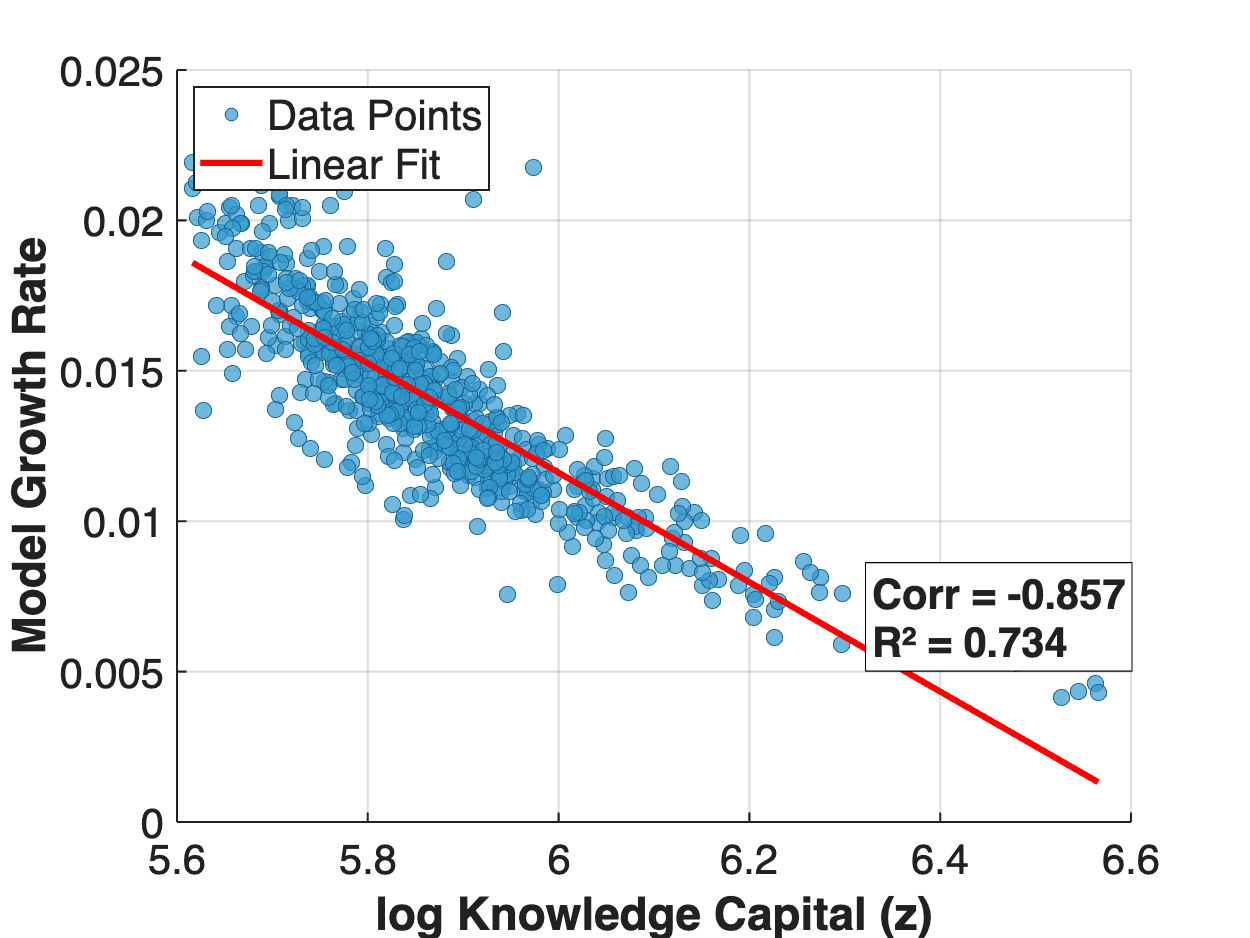 0.025
0.02
0.015
0.01
0.005
0
Model Growth Rate
Data Points
Linear Fit
Corr = -0.857
R² = 0.734
5.6 5.8 6 6.2 6.4 6.6
log Knowledge Capital (z)